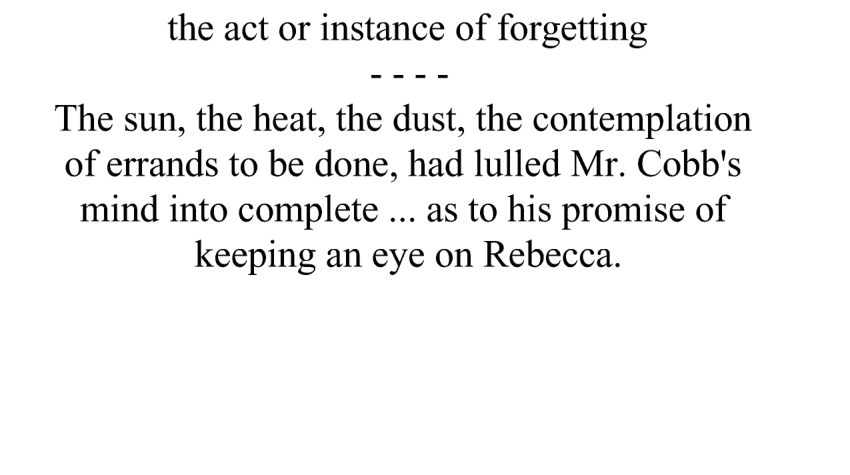 the act or instance of forgetting
- - - -
The sun, the heat, the dust, the contemplation
of errands to be done, had lulled Mr. Cobb's
mind into complete ... as to his promise of
keeping an eye on Rebecca.